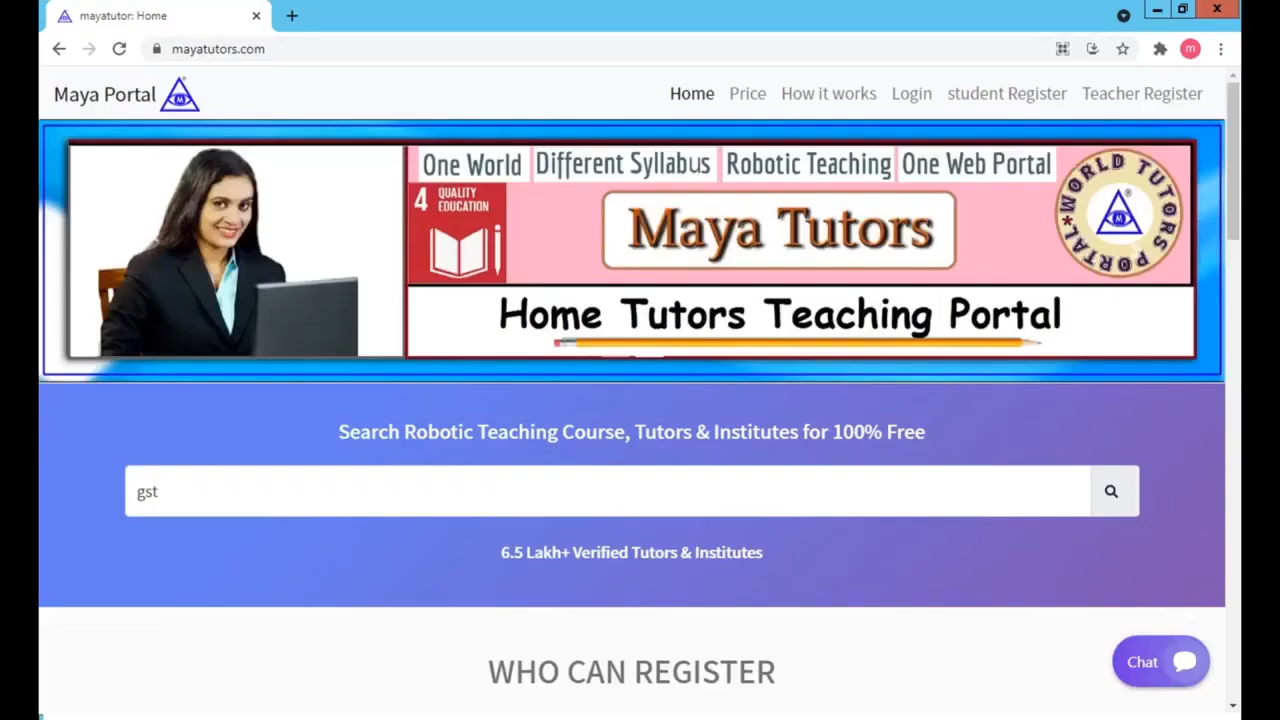 mayatutor: Home
mayatutors.com
m
Maya Portal
M
Home Price How it works Login student Register Teacher Register
One World Different Syllabus Robotic Teaching One Web Portal
4 QUALITY
EDUCATION
Maya Tutors
WORLD TUTORS PORTAL
M
Home Tutors Teaching Portal
Search Robotic Teaching Course, Tutors & Institutes for 100% Free
gst
6.5 Lakh+ Verified Tutors & Institutes
WHO CAN REGISTER
Chat